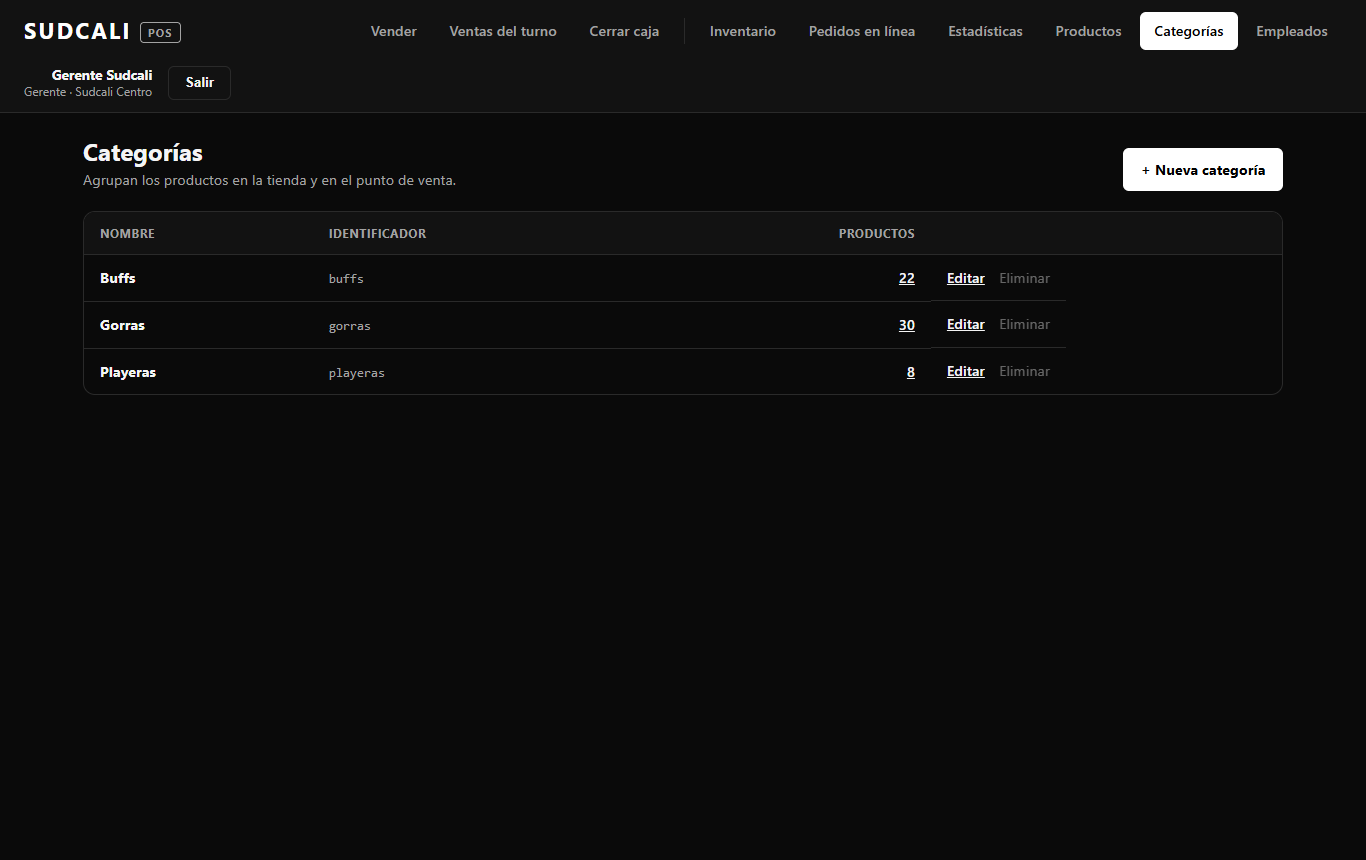 SUDCALI POS Vender Ventas del turno Cerrar caja Inventario Pedidos en línea Estadísticas Productos Categorías Empleados
Gerente Sudcali
Gerente · Sudcali Centro
Salir
Categorías
Agrupan los productos en la tienda y en el punto de venta.
+ Nueva categoría
NOMBRE IDENTIFICADOR PRODUCTOS
Buffs buffs 22 Editar Eliminar
Gorras gorras 30 Editar Eliminar
Playeras playeras 8 Editar Eliminar